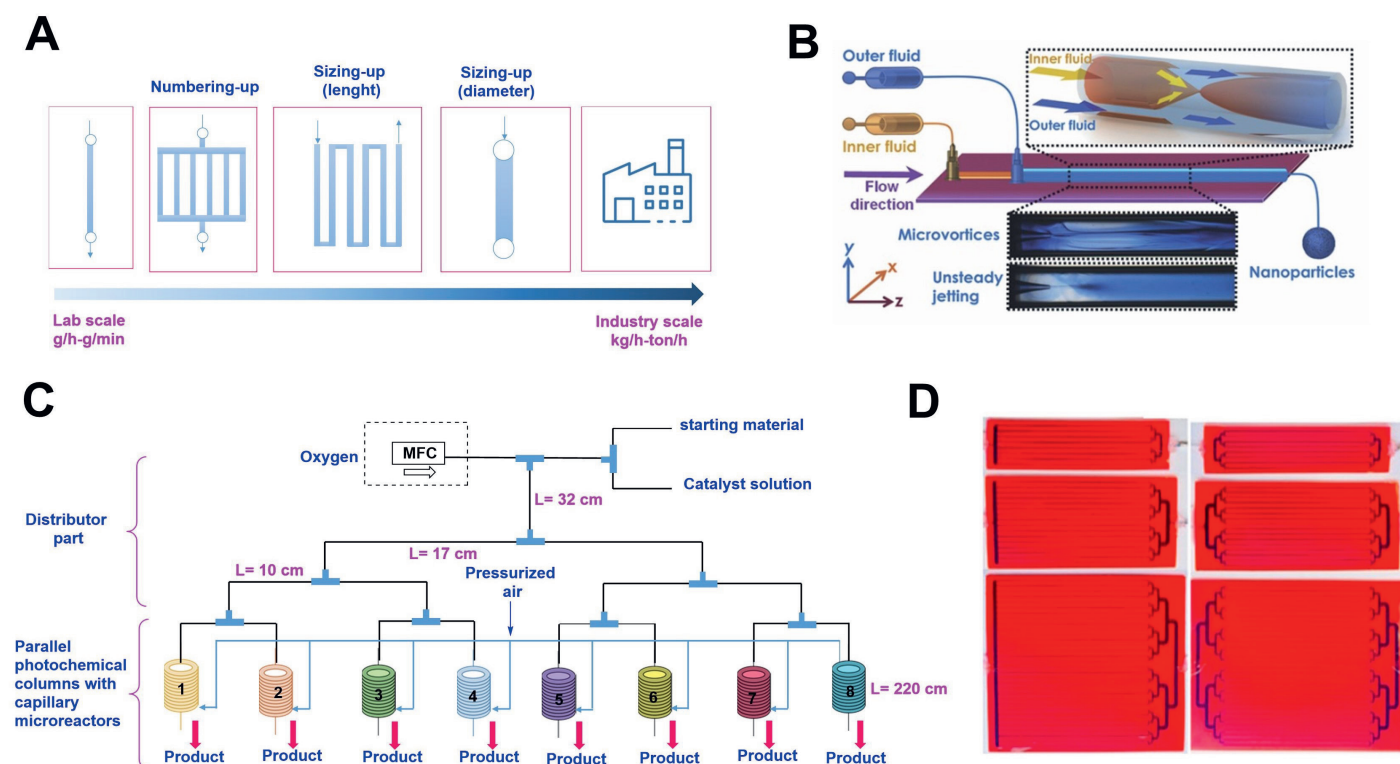 A
Numbering-up
Sizing-up
(lenght)
Sizing-up
(diameter)
Lab scale
g/h-g/min
Industry scale
kg/h-ton/h
B
Outer fluid
Inner fluid
Inner fluid
Outer fluid
Flow
direction
Microvortices
Unsteady
jetting
Nanoparticles
y
x
z
C
Oxygen
MFC
starting material
Catalyst solution
L= 32 cm
Distributor
part
L= 17 cm
L= 10 cm
Pressurized
air
Parallel
photochemical
columns with
capillary
microreactors
1
2
3
4
5
6
7
8
L= 220 cm
Product
Product
Product
Product
Product
Product
Product
Product
D